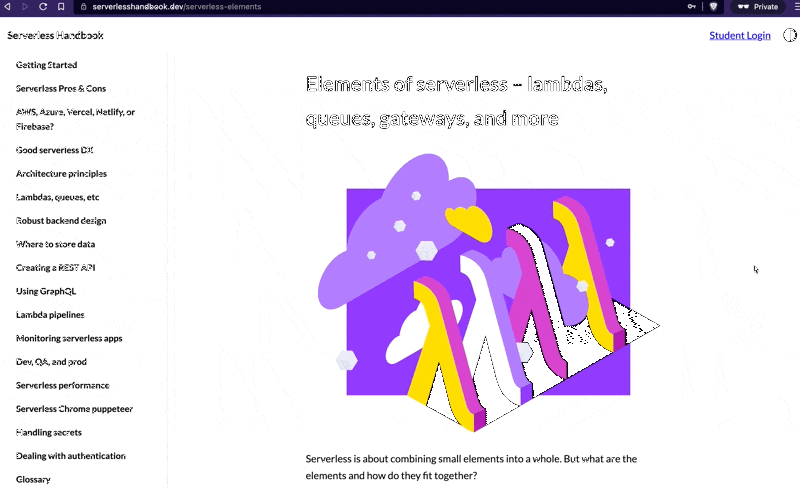 serverlesshandbook.dev/serverless-elements
Private
Serverless Handbook
Student Login
Getting Started
Serverless Pros & Cons
AWS, Azure, Vercel, Netlify, or
Firebase?
Good serverless DX
Architecture principles
Lambdas, queues, etc
Robust backend design
Where to store data
Creating a REST API
Using GraphQL
Lambda pipelines
Monitoring serverless apps
Dev, QA, and prod
Serverless performance
Serverless Chrome puppeteer
Handling secrets
Dealing with authentication
Glossary
Elements of serverless – lambdas,
queues, gateways, and more
Serverless is about combining small elements into a whole. But what are the
elements and how do they fit together?